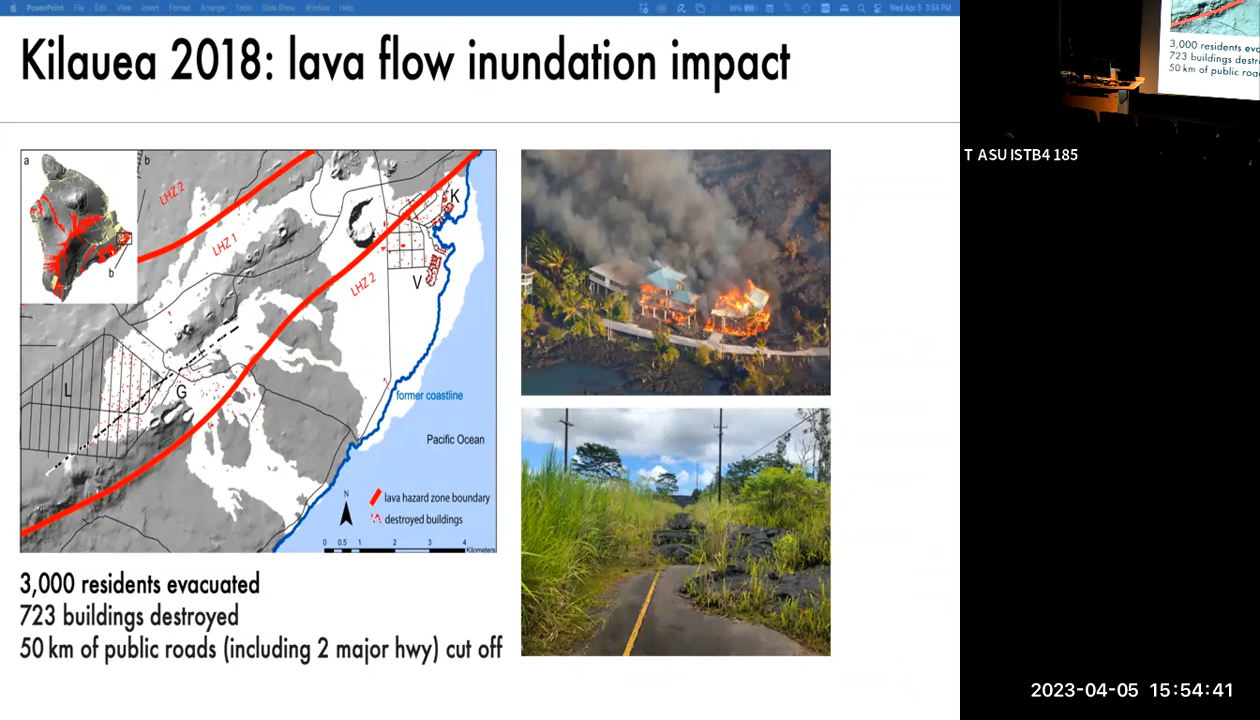 PowerPoint File Edit View Insert Format Arrange Tools Slide Show Window Help
Wed Apr 5 3:54 PM
Kilauea 2018: lava flow inundation impact
a
b
b
LHZ 2
LHZ 1
LHZ 2
K
V
L
G
former coastline
Pacific Ocean
N
lava hazard zone boundary
destroyed buildings
0 0.5 1 2 3 4
Kilometers
3,000 residents evacuated
723 buildings destroyed
50 km of public roads (including 2 major hwy) cut off
3,000 residents eva
723 buildings destr
50 km of public roa
T ASU ISTB4 185
2023-04-05 15:54:41